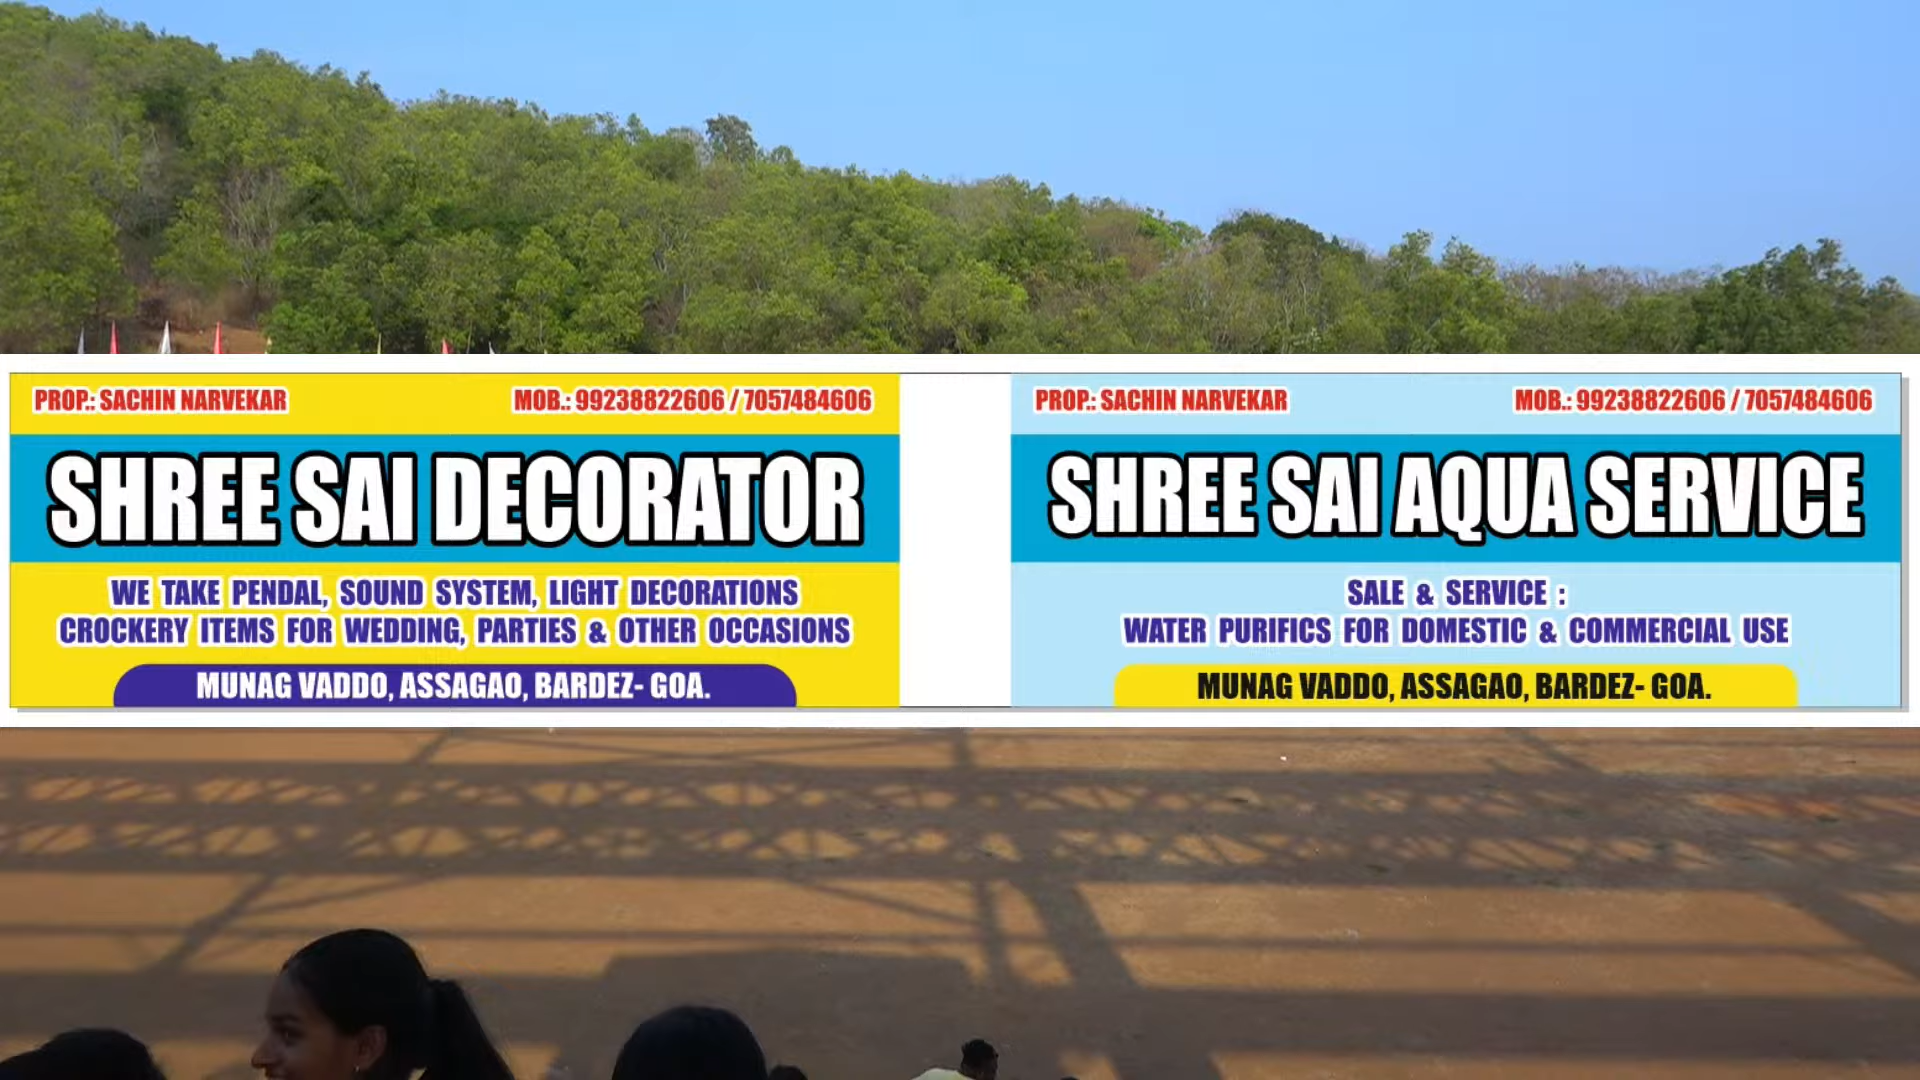 PROP.: SACHIN NARVEKAR
MOB.: 99238822606 / 7057484606
SHREE SAI DECORATOR
WE TAKE PENDAL, SOUND SYSTEM, LIGHT DECORATIONS
CROCKERY ITEMS FOR WEDDING, PARTIES & OTHER OCCASIONS
MUNAG VADDO, ASSAGAO, BARDEZ- GOA.
PROP.: SACHIN NARVEKAR
MOB.: 99238822606 / 7057484606
SHREE SAI AQUA SERVICE
SALE & SERVICE :
WATER PURIFICS FOR DOMESTIC & COMMERCIAL USE
MUNAG VADDO, ASSAGAO, BARDEZ- GOA.